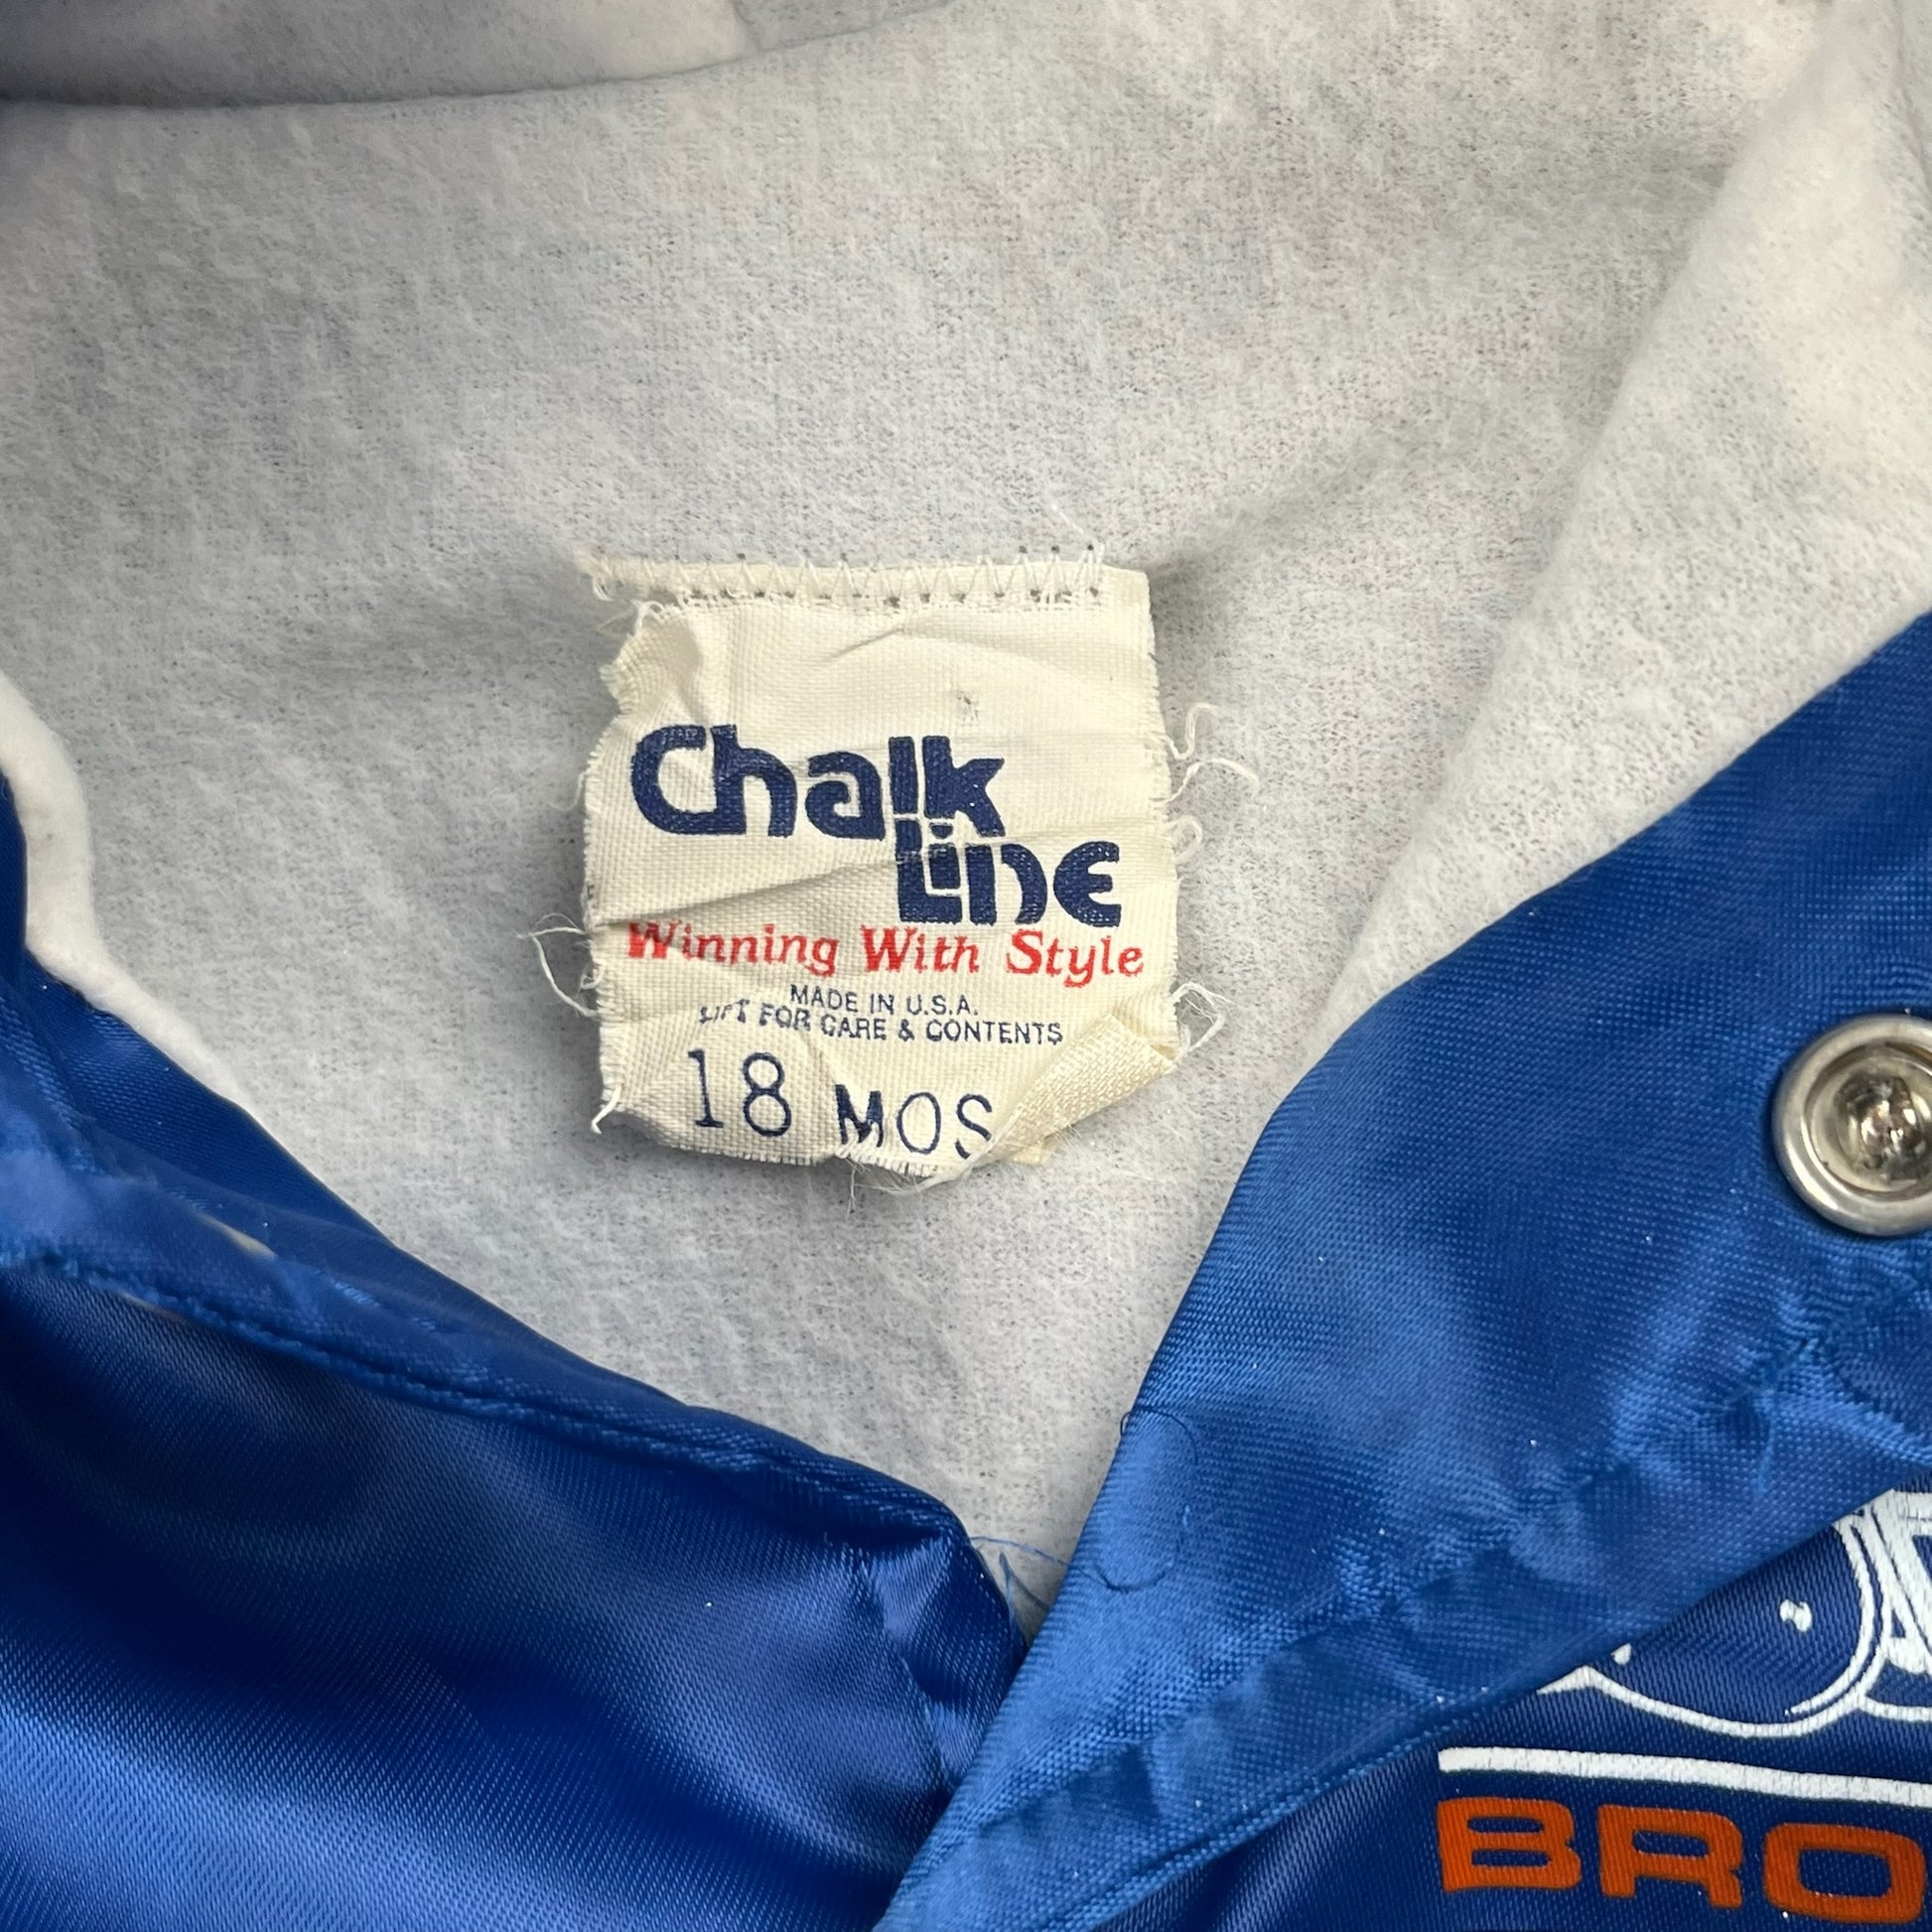 Chalk
Line
Winning With Style
MADE IN U.S.A.
LIFT FOR CARE & CONTENTS
18 MOS
BRO